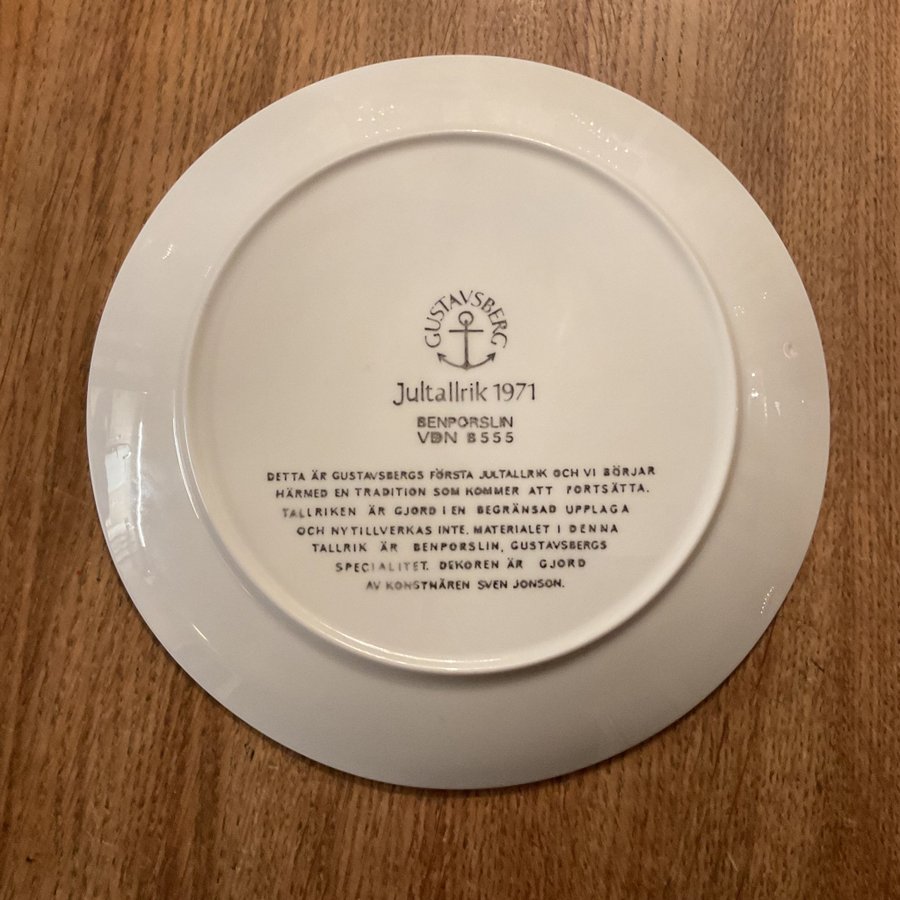 GUSTAVSBERG
Jultallrik 1971
BENPORSLIN
VDN B555
DETTA ÄR GUSTAVSBERGS FÖRSTA JULTALLRIK OCH VI BÖRJAR
HÄRMED EN TRADITION SOM KOMMER ATT FORTSÄTTA.
TALLRIKEN ÄR GJORD I EN BEGRÄNSAD UPPLAGA
OCH NYTILLVERKAS INTE. MATERIALET I DENNA
TALLRIK ÄR BENPORSLIN, GUSTAVSBERGS
SPECIALITET. DEKOREN ÄR GJORD
AV KONSTNÄREN SVEN JONSON.